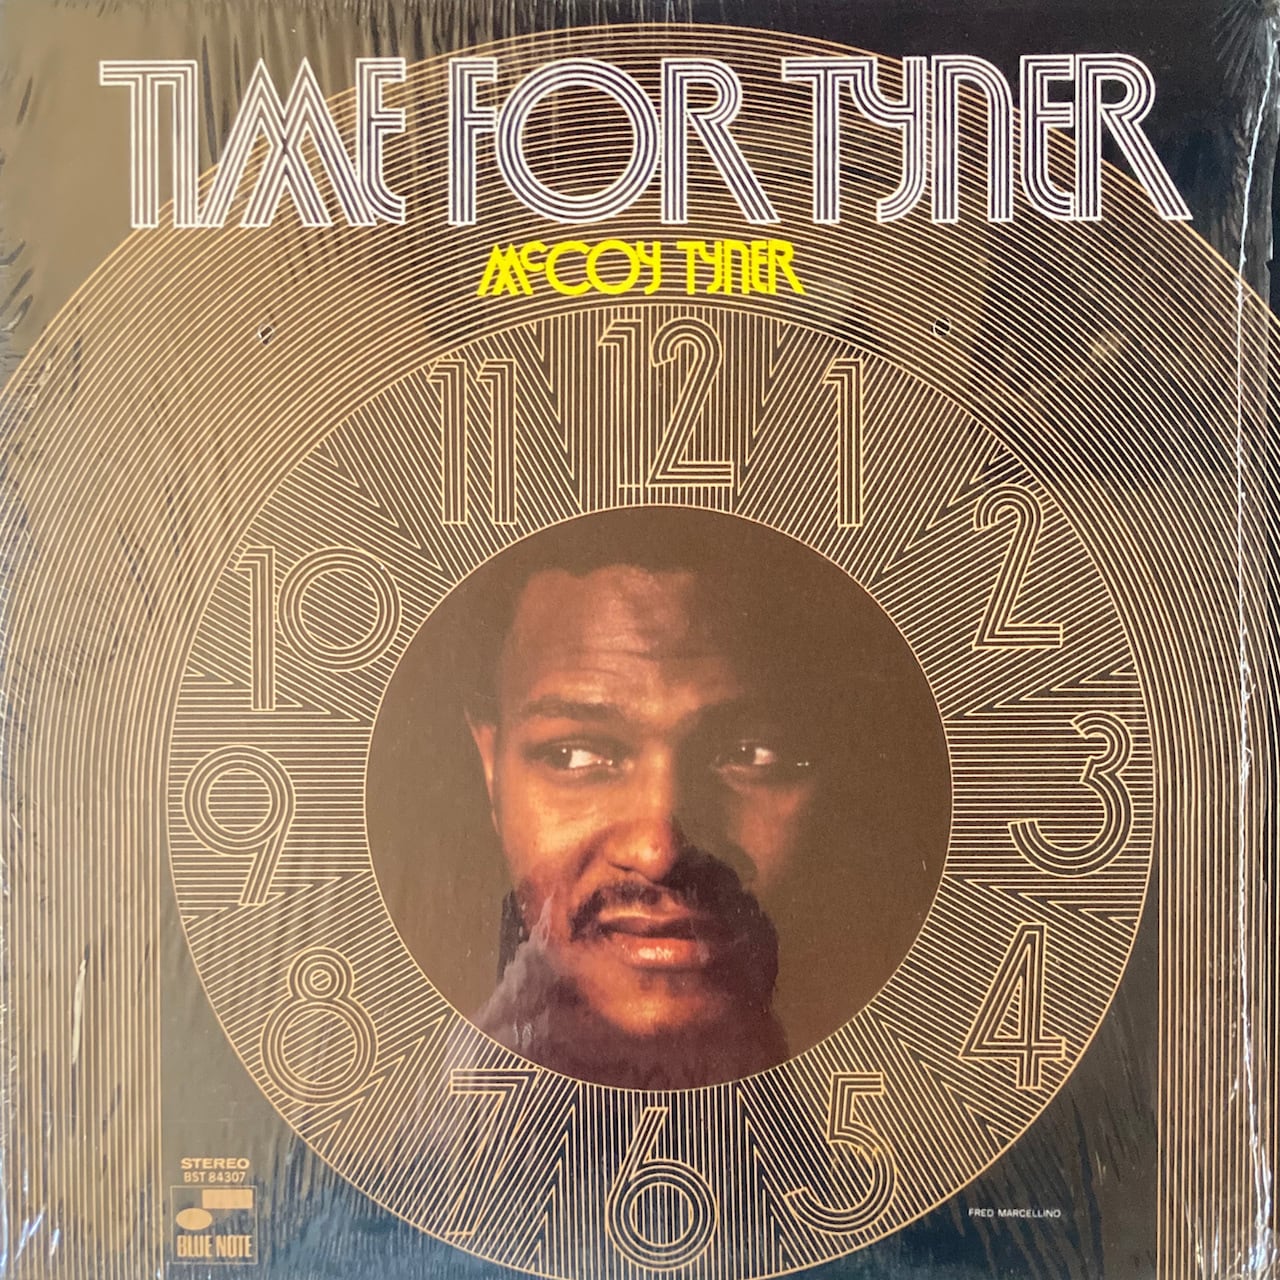 TIME FOR TYNER
McCOY TYNER
12
11
1
10
2
9
3
8
4
7
5
6
STEREO
BST 84307
BLUE NOTE
FRED MARCELLINO